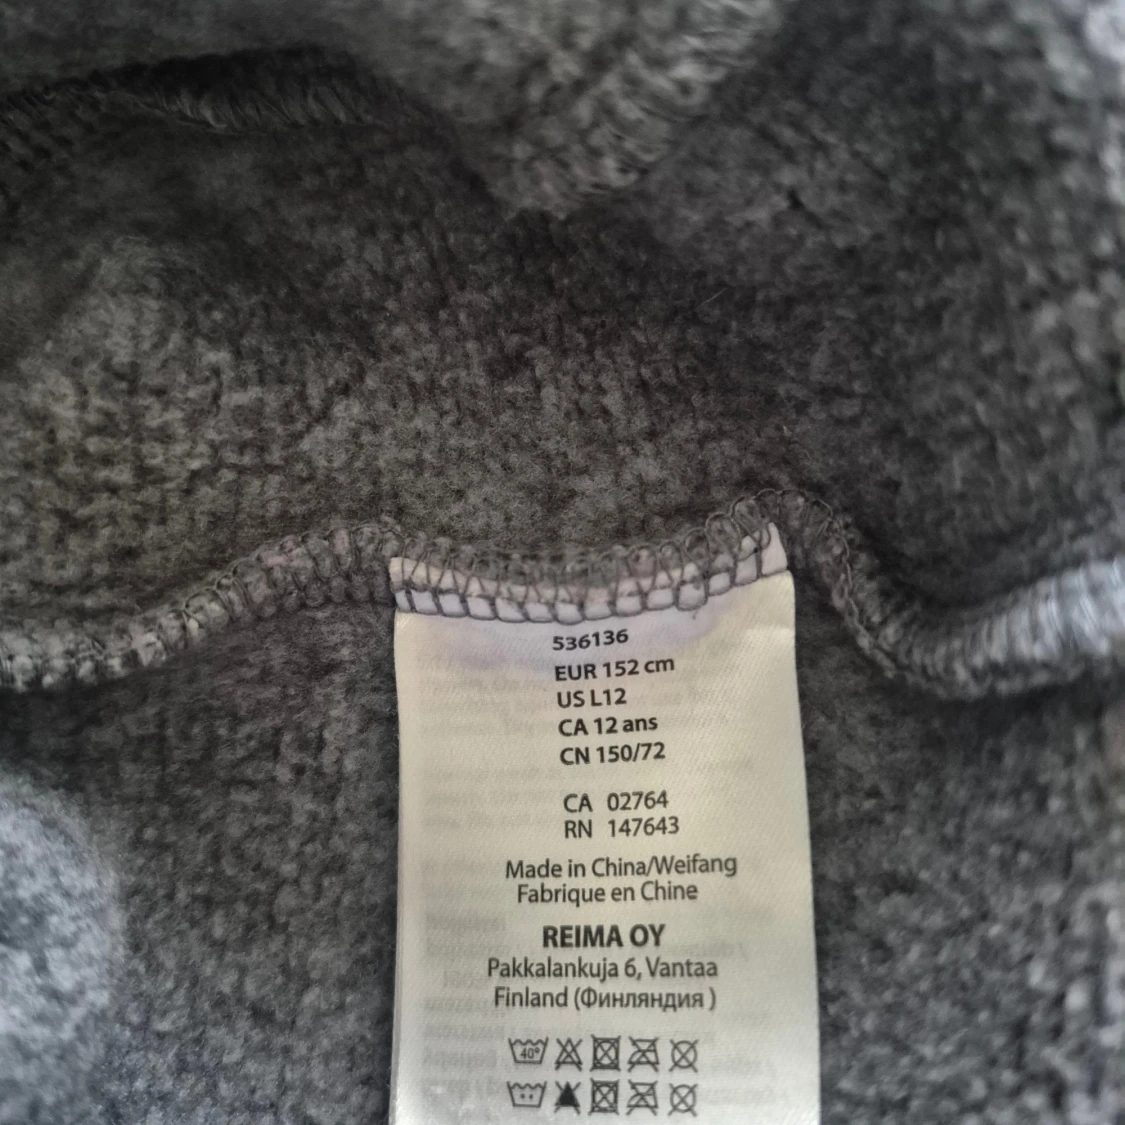 536136
EUR 152 cm
US L12
CA 12 ans
CN 150/72
CA 02764
RN 147643
Made in China/Weifang
Fabrique en Chine
REIMA OY
Pakkalankuja 6, Vantaa
Finland (Финляндия )
40°